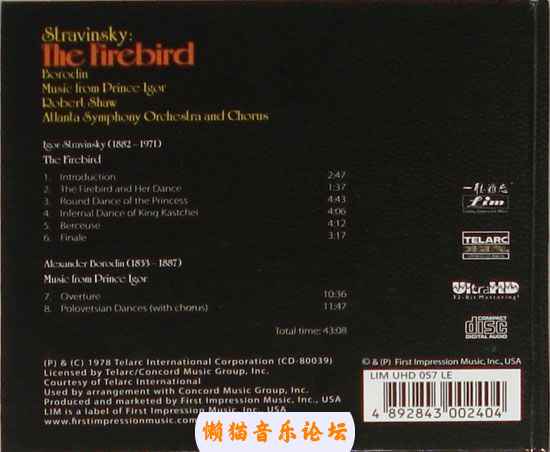 Stravinsky:
The Firebird
Borodin
Music from Prince Igor
Robert Shaw
Atlanta Symphony Orchestra and Chorus
Igor Stravinsky (1882 – 1971)
The Firebird
1. Introduction 2:47
2. The Firebird and Her Dance 1:37
3. Round Dance of the Princess 4:43
4. Infernal Dance of King Kastchei 4:06
5. Berceuse 4:12
6. Finale 3.17
Alexander Borodin (1833 – 1887)
Music from Prince Igor
7. Overture 10:36
8. Polovetsian Dances (with chorus) 11:47
Total time: 43:08
lim
TELARC
UltraHD
32-Bit Mastering!
COMPACT
disc
DIGITAL AUDIO
(P) & (C) 1978 Telarc International Corporation (CD-80039)
Licensed by Telarc/Concord Music Group, Inc.
Courtesy of Telarc International
Used by arrangement with Concord Music Group, Inc.
Produced and marketed by First Impression Music, Inc.
LIM is a label of First Impression Music, Inc., USA
www.firstimpressionmusic.com
© & (P) First Impression Music, Inc., USA
LIM UHD 057 LE
4 892843 002404
懒猫音乐论坛